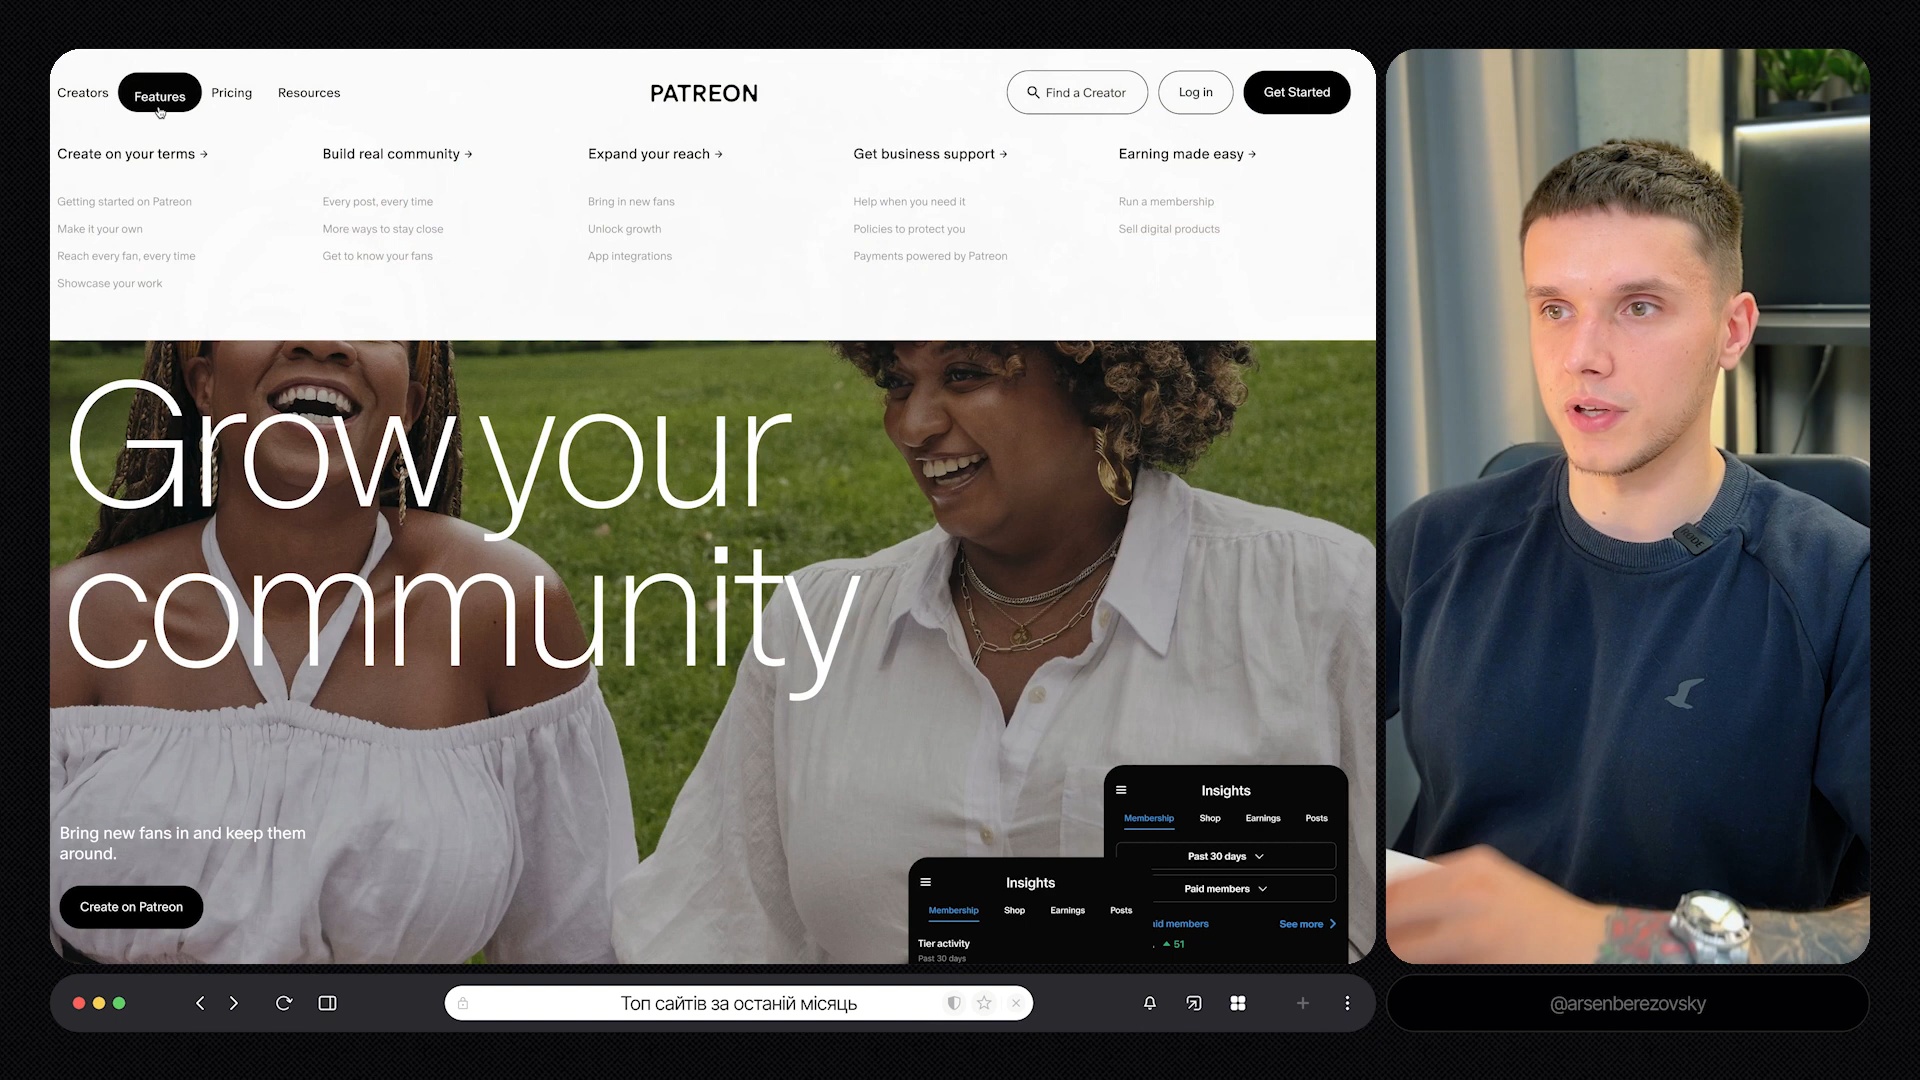 Creators Features Pricing Resources PATREON Find a Creator Log in Get Started
Create on your terms → Build real community → Expand your reach → Get business support → Earning made easy →
Getting started on Patreon Every post, every time Bring in new fans Help when you need it Run a membership
Make it your own More ways to stay close Unlock growth Policies to protect you Sell digital products
Reach every fan, every time Get to know your fans App integrations Payments powered by Patreon
Showcase your work
Grow your
community
Bring new fans in and keep them
around.
Create on Patreon
Insights
Membership Shop Earnings Posts
Past 30 days
Paid members
See more
51
Insights
Membership Shop Earnings Posts
Tier activity
Past 30 days
RUDE
Топ сайтів за останій місяць
@arsenberezovsky